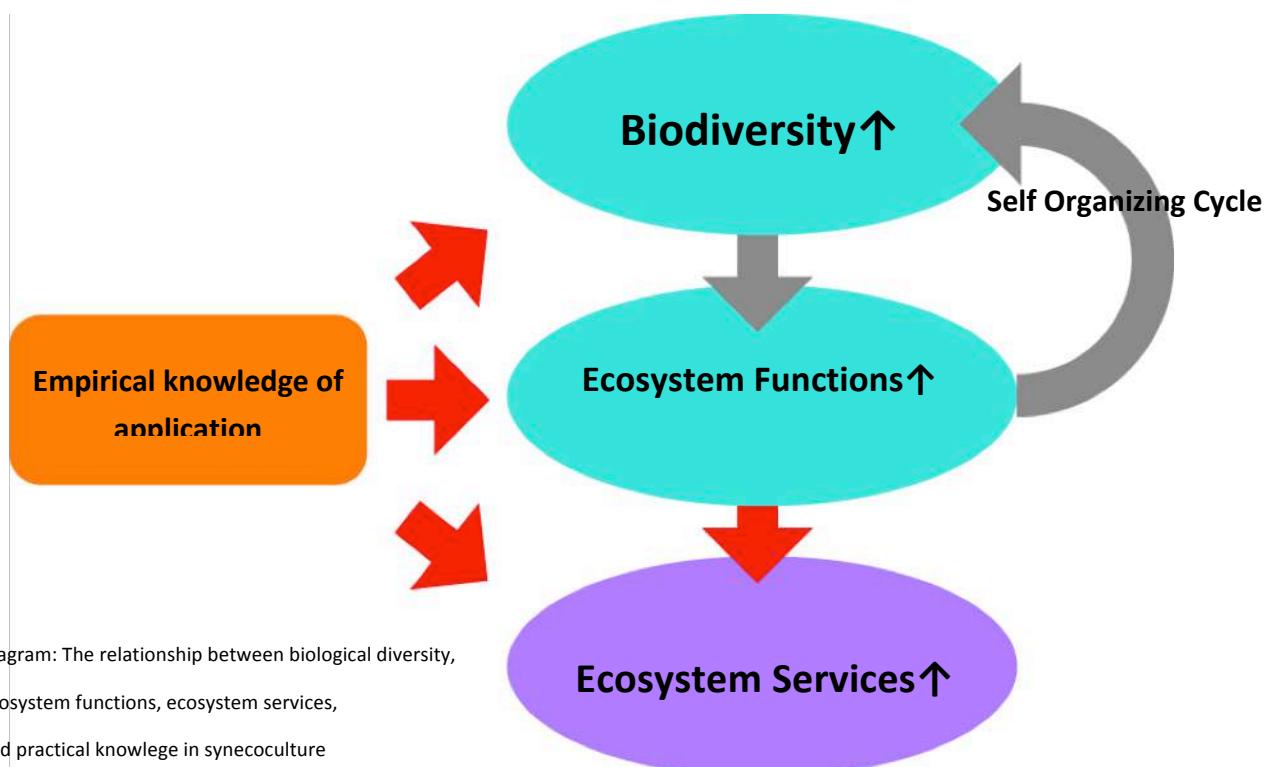 Biodiversity↑
Self Organizing Cycle
Empirical knowledge of
application
Ecosystem Functions↑
Ecosystem Services↑
agram: The relationship between biological diversity,
osystem functions, ecosystem services,
d practical knowlege in synecoculture